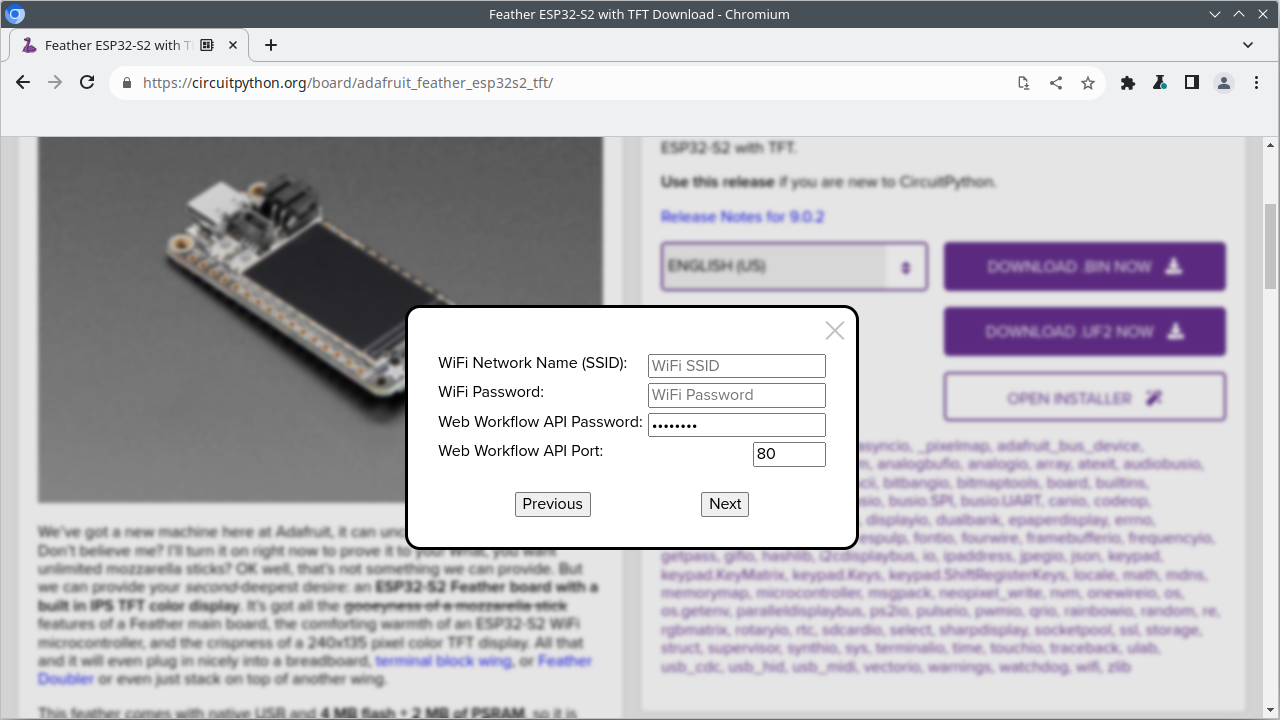 Feather ESP32-S2 with TFT Download - Chromium
Feather ESP32-S2 with T
https://circuitpython.org/board/adafruit_feather_esp32s2_tft/
ESP32-S2 with TFT.
Use this release if you are new to CircuitPython.
Release Notes for 9.0.2
ENGLISH (US)
DOWNLOAD .BIN NOW
DOWNLOAD .UF2 NOW
OPEN INSTALLER
WiFi Network Name (SSID):
WiFi SSID
WiFi Password:
WiFi Password
Web Workflow API Password:
••••••••
Web Workflow API Port:
80
Previous
Next
We've got a new machine here at Adafruit, it can
Don't believe me? I'll turn it on right now to prove it to you! What, you want
unlimited mozzarella sticks? OK well, that's not something we can provide. But
we can provide your second-deepest desire: an ESP32-S2 Feather board with a
built in IPS TFT color display. It's got all the gooeyness of a mozzarella stick
features of a Feather main board, the comforting warmth of an ESP32-S2 WiFi
microcontroller, and the crispness of a 240x135 pixel color TFT display. All that
and it will even plug in nicely into a breadboard, terminal block wing, or Feather
Doubler or even just stack on top of another wing.
This feather comes with native USB and 4 MB flash + 2 MB of PSRAM, so it is
asyncio, _pixelmap, adafruit_bus_device,
analogbufio, analogio, array, atexit, audiobusio,
bitbangio, bitmaptools, board, builtins,
busio.SPI, busio.UART, canio, codeop,
displayio, dualbank, epaperdisplay, errno,
fontio, fourwire, framebufferio, frequencyio,
getpass, gifio, hashlib, i2cdisplaybus, io, ipaddress, jpegio, json, keypad,
keypad.KeyMatrix, keypad.Keys, keypad.ShiftRegisterKeys, locale, math, mdns,
memorymap, microcontroller, msgpack, neopixel_write, nvm, onewireio, os,
os.getenv, paralleldisplaybus, ps2io, pulseio, pwmio, qrio, rainbowio, random, re,
rgbmatrix, rotaryio, rtc, sdcardio, select, sharpdisplay, socketpool, ssl, storage,
struct, supervisor, synthio, sys, terminalio, time, touchio, traceback, ulab,
usb_cdc, usb_hid, usb_midi, vectorio, warnings, watchdog, wifi, zlib